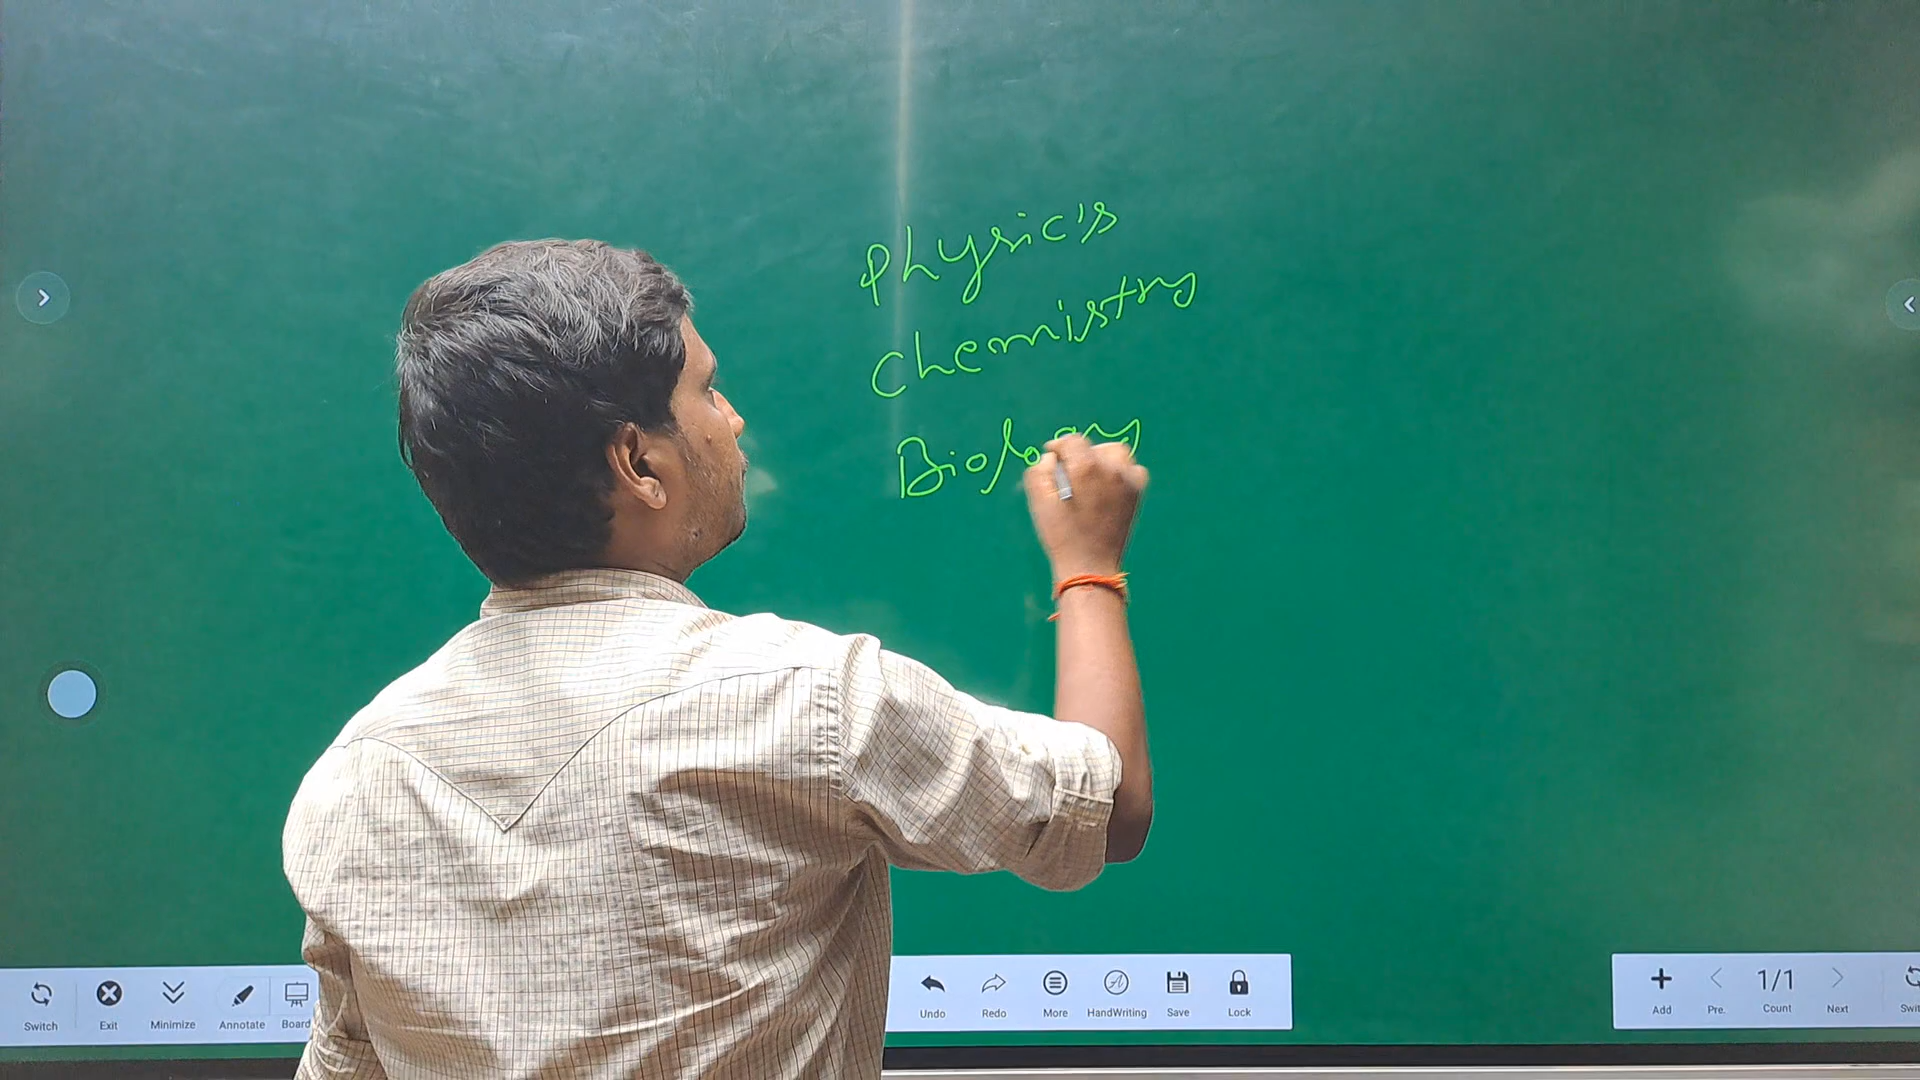 Physic's
Chemistry
Biology
Switch Exit Minimize Annotate Board Undo Redo More HandWriting Save Lock
1/1
Add Pre. Count Next